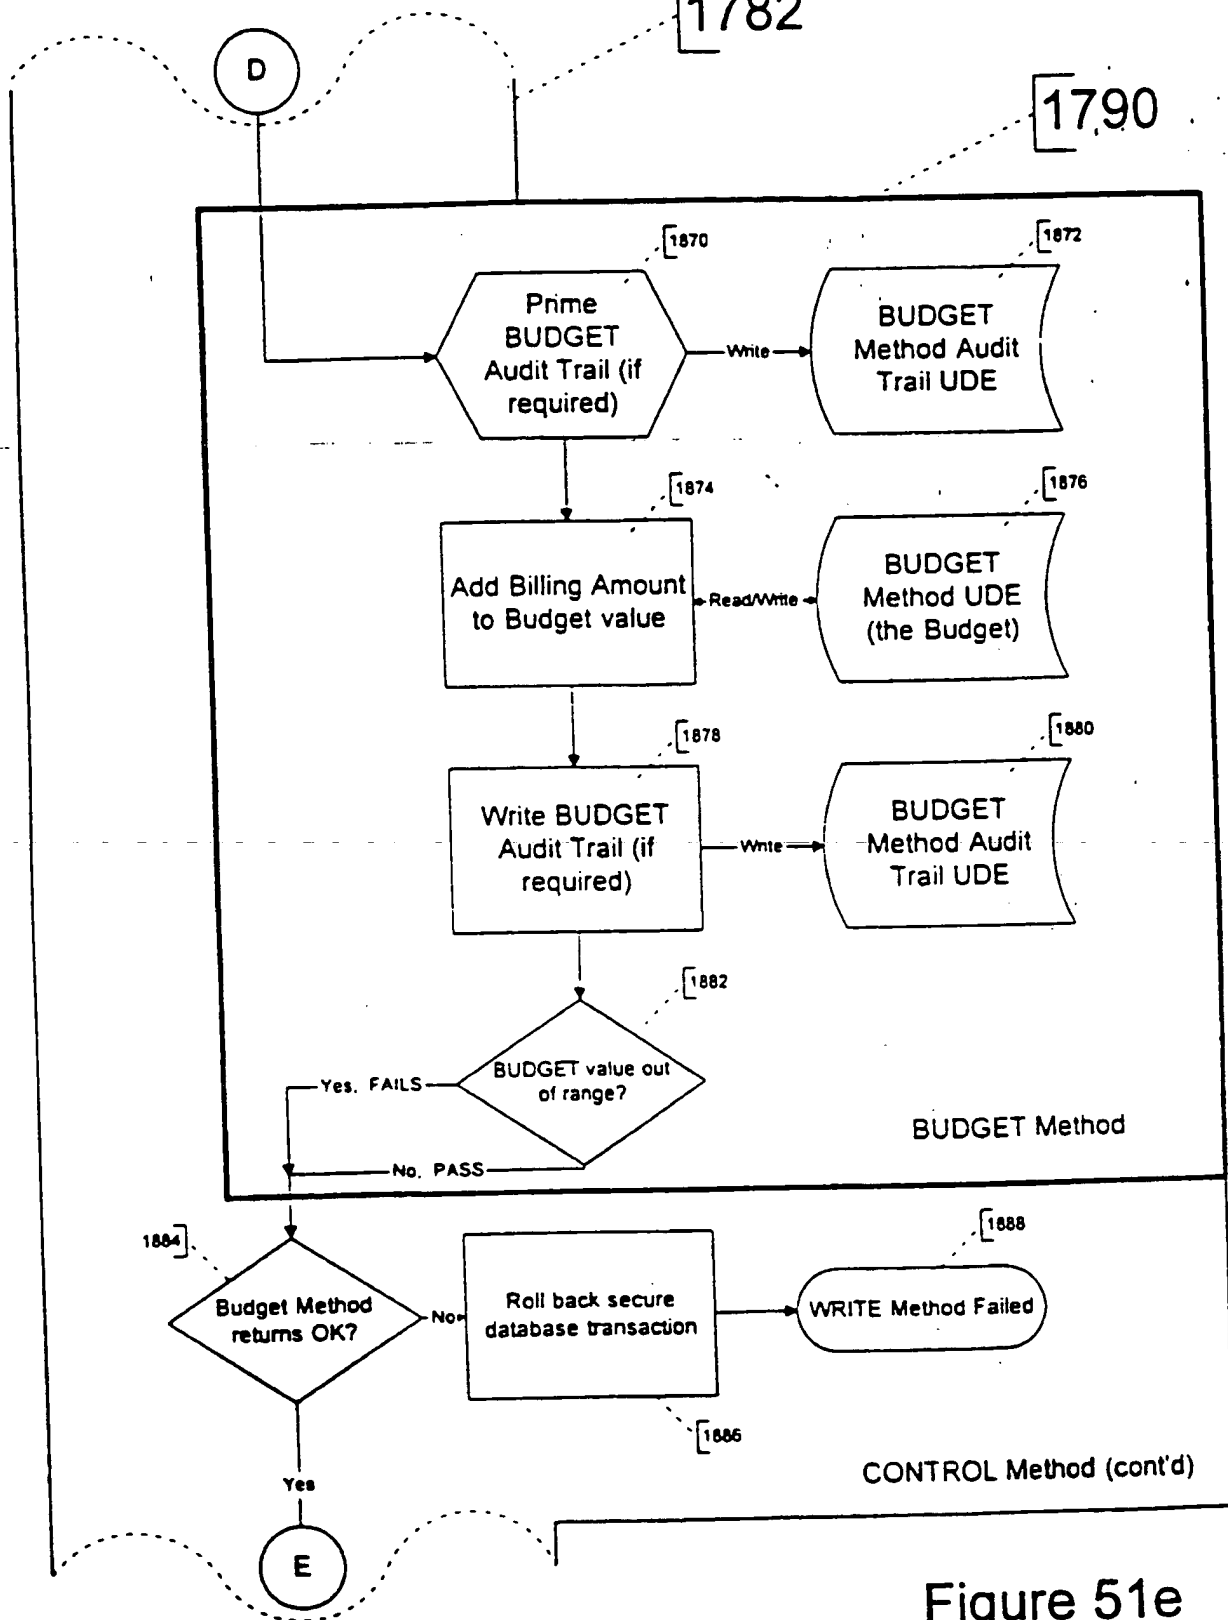 1782
D
1790
1870
1872
Prime
BUDGET
Audit Trail (if
required)
Write
BUDGET
Method Audit
Trail UDE
1874
1876
Add Billing Amount
to Budget value
Read/Write
BUDGET
Method UDE
(the Budget)
1878
1880
Write BUDGET
Audit Trail (if
required)
Write
BUDGET
Method Audit
Trail UDE
1882
BUDGET value out
of range?
Yes, FAILS
BUDGET Method
No, PASS
1884
1888
Budget Method
returns OK?
No
Roll back secure
database transaction
WRITE Method Failed
1886
Yes
CONTROL Method (cont'd)
E
Figure 51e